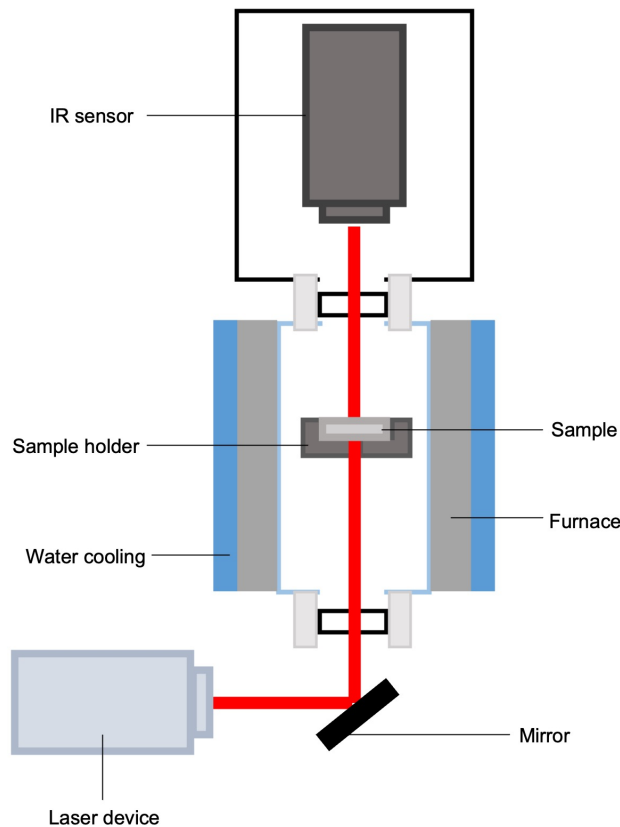 IR sensor
Sample
Sample holder
Furnace
Water cooling
Mirror
Laser device